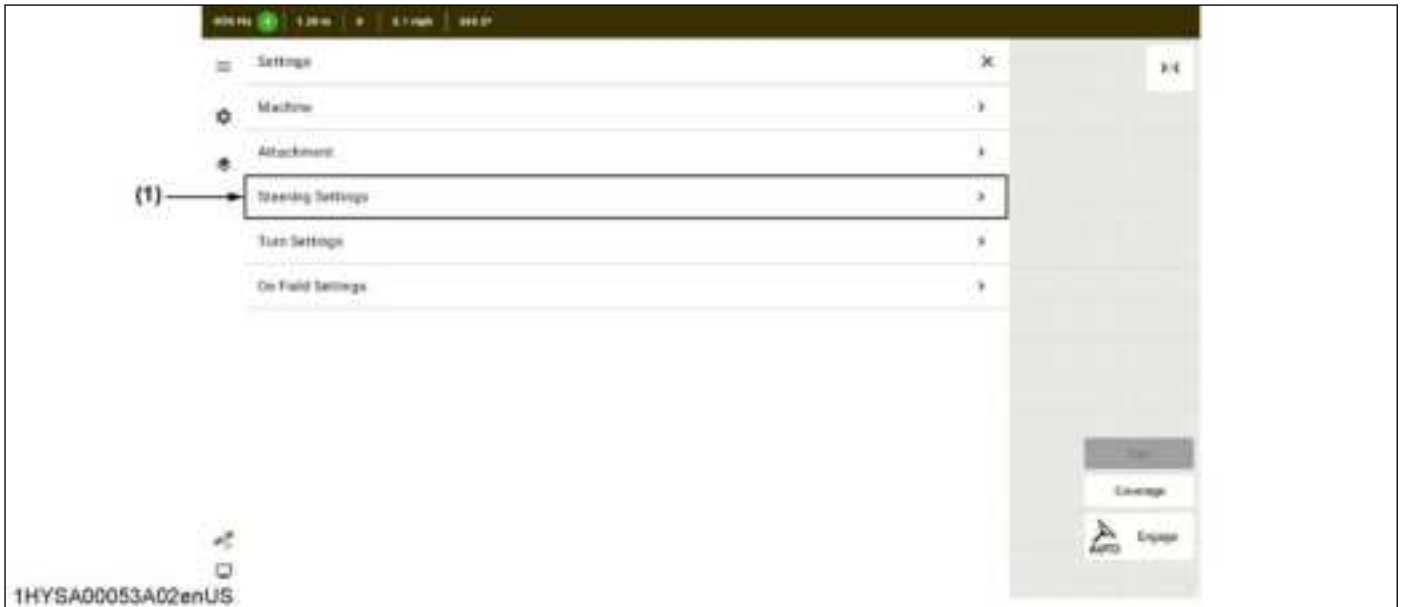 Settings
Machine
Attachment
(1)
Steering Settings
Turn Settings
On Field Settings
Coverage
AUTO Engage
1HYSA00053A02enUS